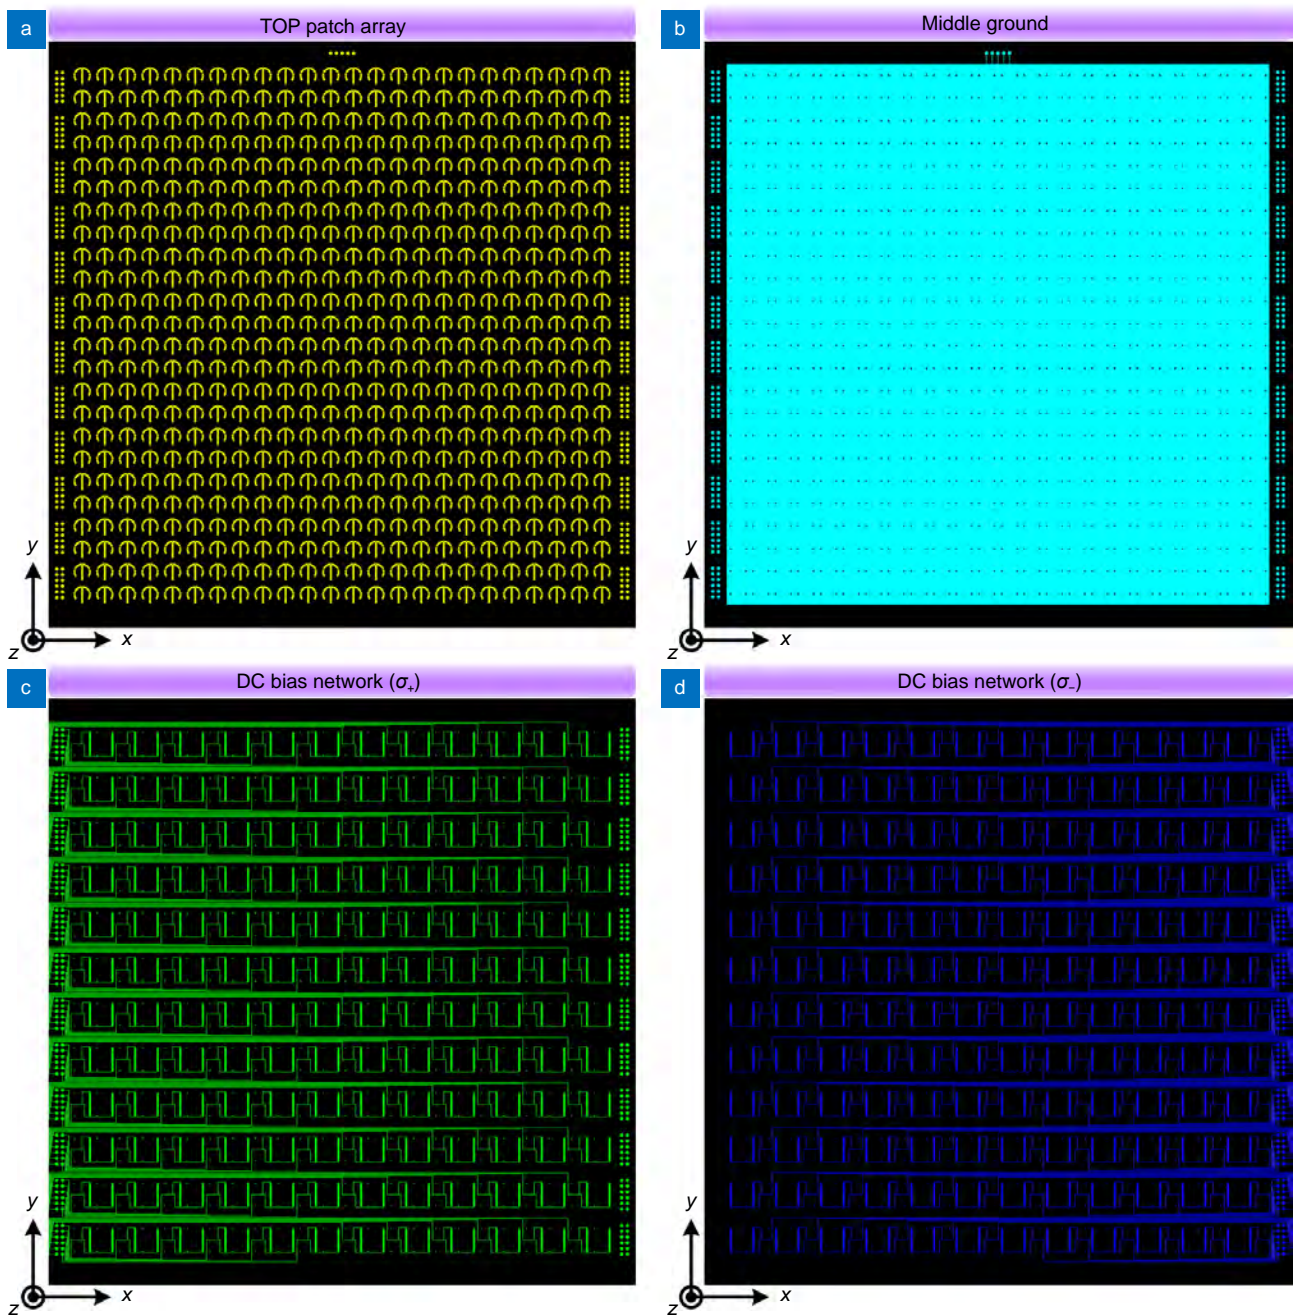 a
TOP patch array
b
Middle ground
y
z
x
y
z
x
c
DC bias network (σ₊)
d
DC bias network (σ₋)
y
z
x
y
z
x